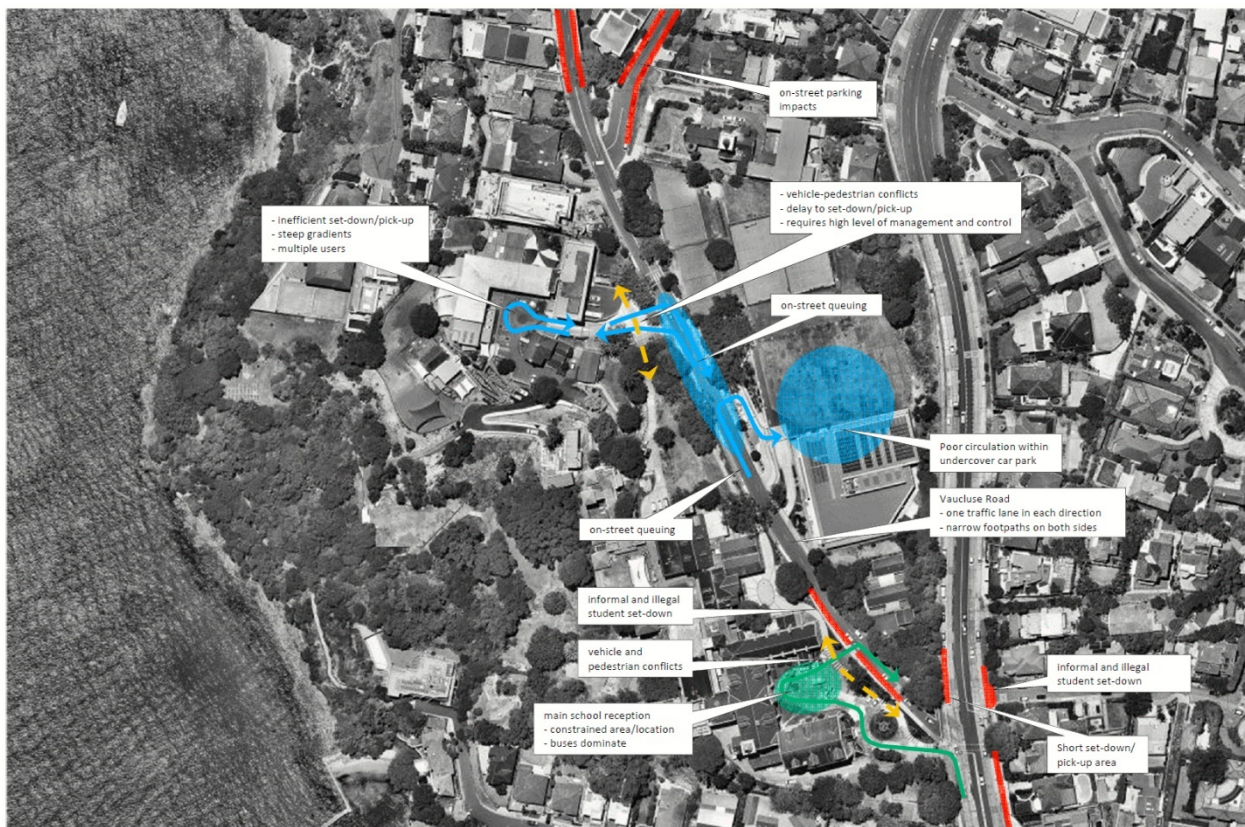 on-street parking
impacts
- vehicle-pedestrian conflicts
- delay to set-down/pick-up
- requires high level of management and control
- inefficient set-down/pick-up
- steep gradients
- multiple users
on-street queuing
Poor circulation within
undercover car park
Vaucluse Road
- one traffic lane in each direction
- narrow footpaths on both sides
on-street queuing
informal and illegal
student set-down
vehicle and
pedestrian conflicts
informal and illegal
student set-down
main school reception
- constrained area/location
- buses dominate
Short set-down/
pick-up area